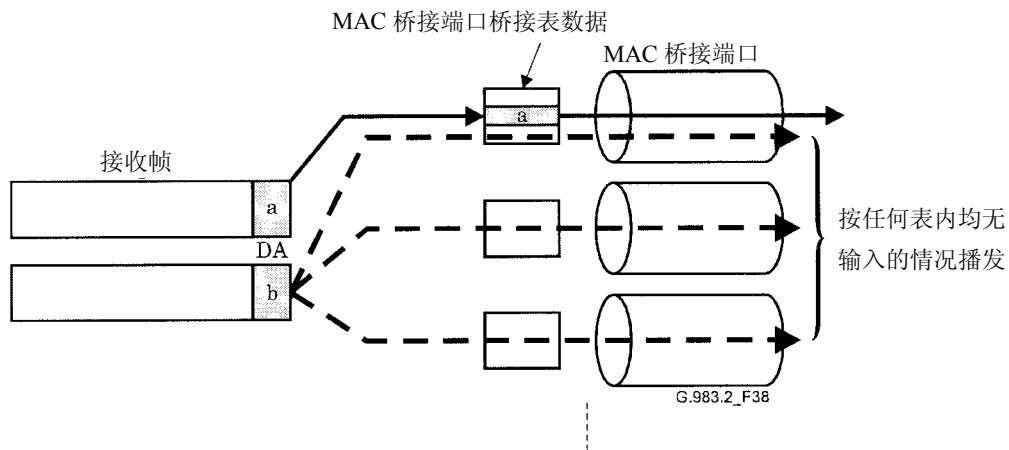 MAC 桥接端口桥接表数据
MAC 桥接端口
a
接收帧
a
DA
b
按任何表内均无
输入的情况播发
G.983.2_F38